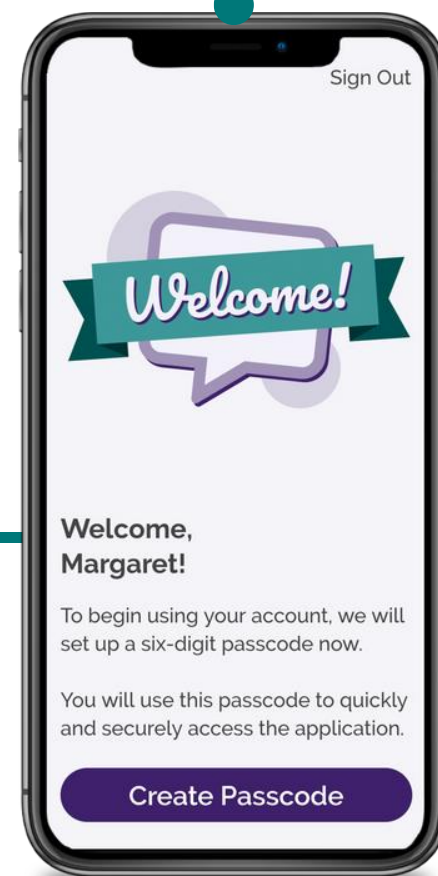 Sign Out
Welcome!
Welcome,
Margaret!
To begin using your account, we will
set up a six-digit passcode now.
You will use this passcode to quickly
and securely access the application.
Create Passcode